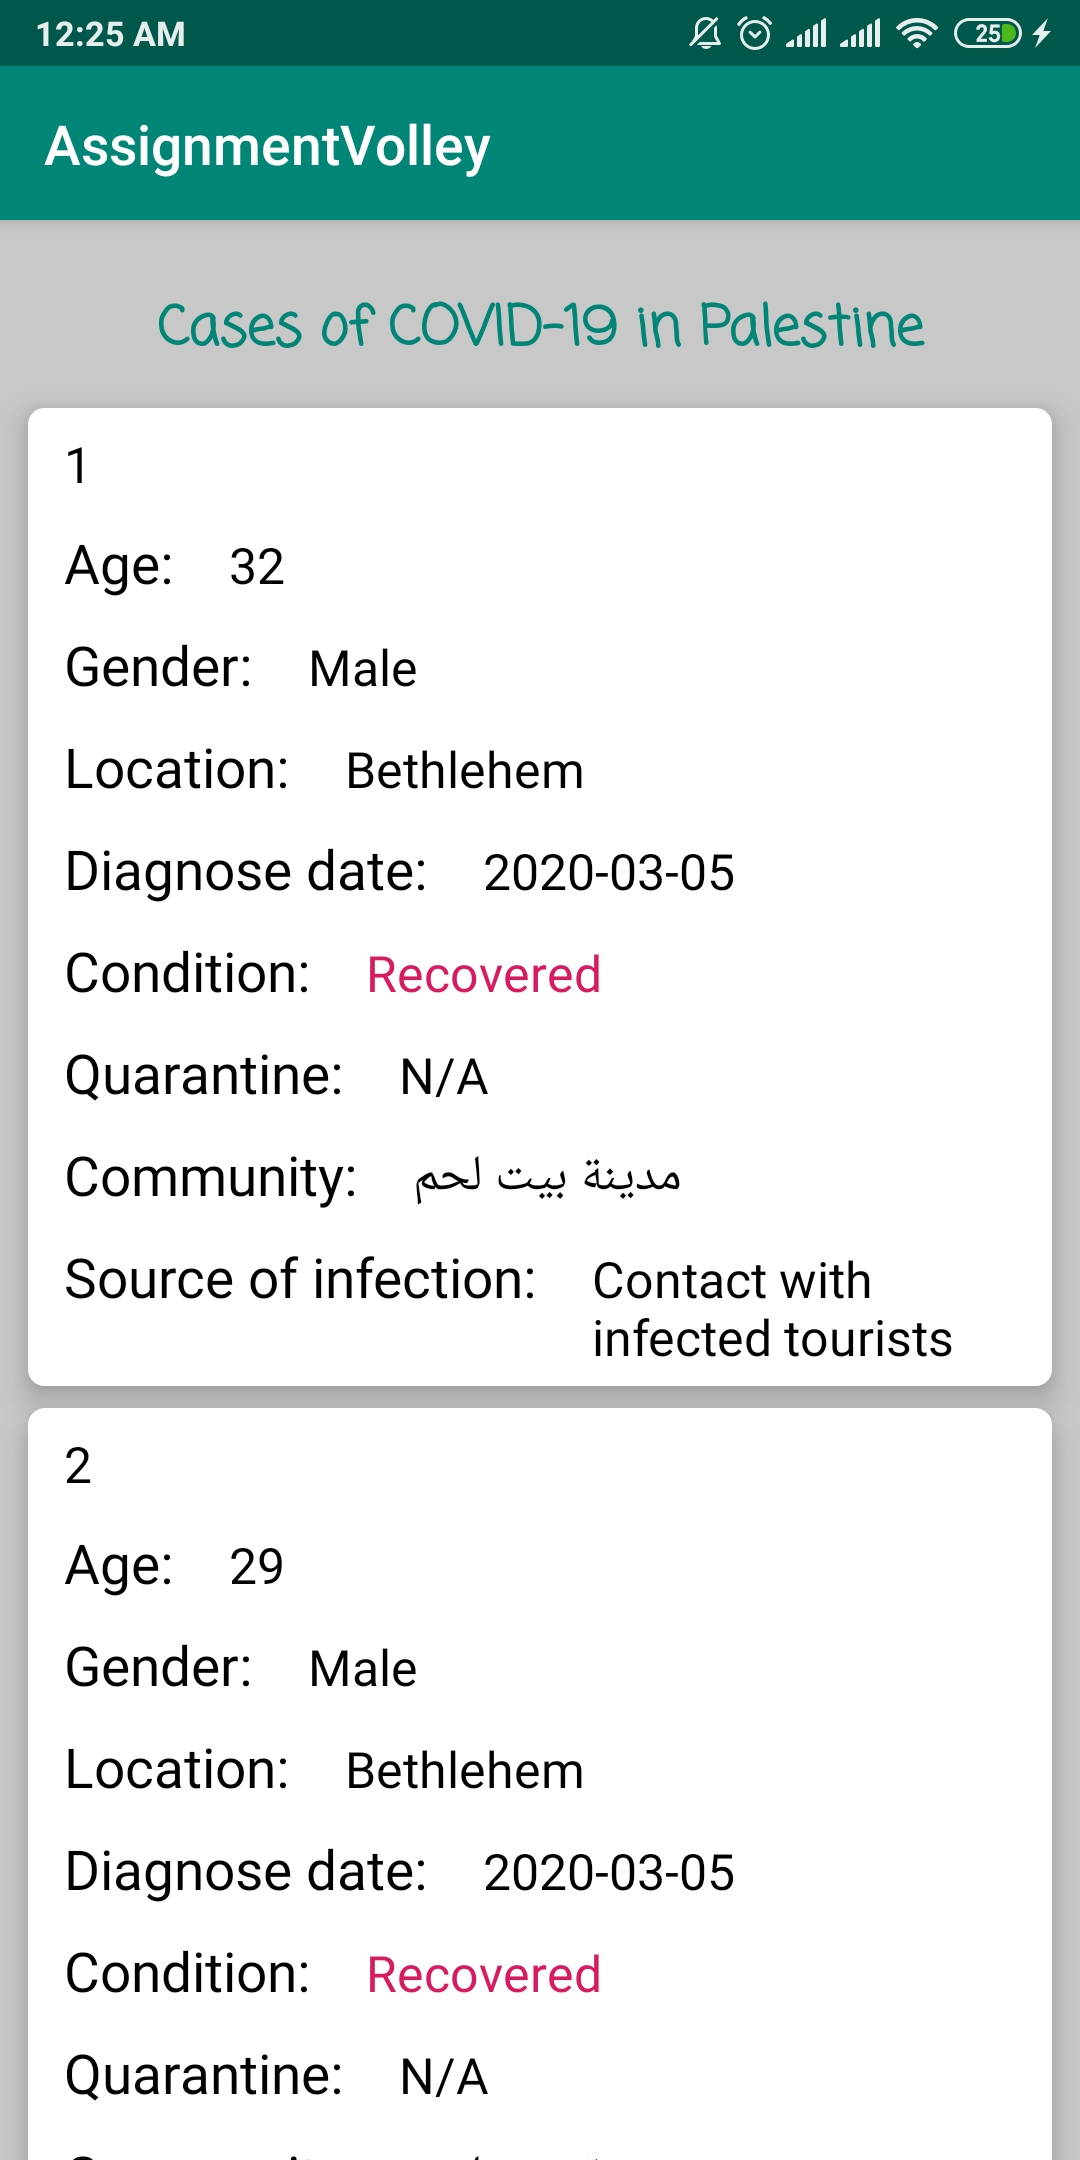 12:25 AM 25
AssignmentVolley
Cases of COVID-19 in Palestine
1
Age: 32
Gender: Male
Location: Bethlehem
Diagnose date: 2020-03-05
Condition: Recovered
Quarantine: N/A
Community: مدينة بيت لحم
Source of infection: Contact with
infected tourists
2
Age: 29
Gender: Male
Location: Bethlehem
Diagnose date: 2020-03-05
Condition: Recovered
Quarantine: N/A